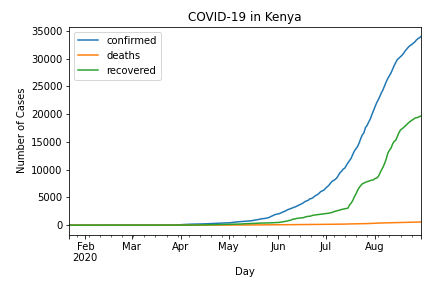 COVID-19 in Kenya
35000
30000
25000
20000
15000
10000
5000
0
Number of Cases
confirmed
deaths
recovered
Feb Mar Apr May Jun Jul Aug
2020
Day